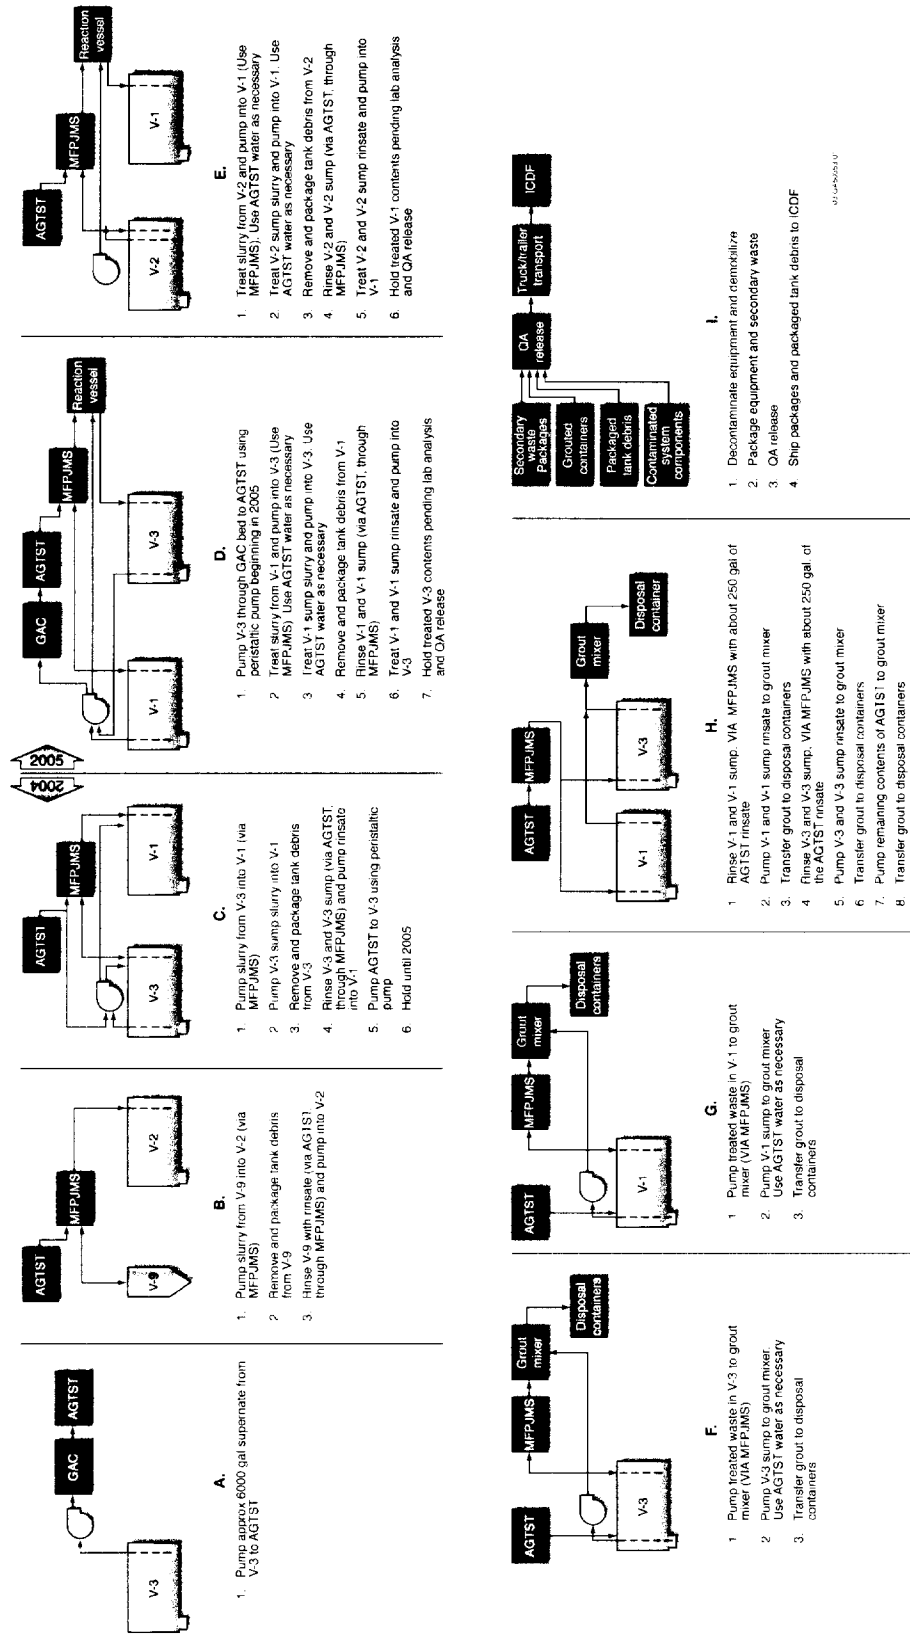 V-3
GAC
AGTST
A.
1. Pump approx 6000 gal supernate from
V-3 to AGTST
AGTST
MFPJMS
V-9
V-2
B.
1. Pump slurry from V-9 into V-2 (via
MFPJMS)
2 Remove and package tank debris
from V-9
3. Rinse V-9 with rinsate (via AGTST,
through MFPJMS) and pump into V-2
AGTST
MFPJMS
V-3
V-1
C.
1. Pump slurry from V-3 into V-1 (via
MFPJMS)
2 Pump V-3 sump slurry into V-1
3. Remove and package tank debris
from V-3
4. Rinse V-3 and V-3 sump (via AGTST,
through MFPJMS) and pump rinsate
into V-1
5. Pump AGTST to V-3 using peristaltic
pump
6 Hold until 2005
2004
2005
GAC
AGTST
MFPJMS
Reaction
vessel
V-1
V-3
D.
1. Pump V-3 through GAC bed to AGTST using
peristaltic pump beginning in 2005
2 Treat slurry from V-1 and pump into V-3 (Use
MFPJMS) Use AGTST water as necessary
3 Treat V-1 sump slurry and pump into V-3. Use
AGTST water as necessary
4. Remove and package tank debris from V-1
5 Rinse V-1 and V-1 sump (via AGTST, through
MFPJMS)
6. Treat V-1 and V-1 sump rinsate and pump into
V-3
7. Hold treated V-3 contents pending lab analysis
and QA release
AGTST
MFPJMS
Reaction
vessel
V-2
V-1
E.
1. Treat slurry from V-2 and pump into V-1 (Use
MFPJMS). Use AGTST water as necessary
2 Treat V-2 sump slurry and pump into V-1. Use
AGTST water as necessary
3. Remove and package tank debris from V-2
4 Rinse V-2 and V-2 sump (via AGTST, through
MFPJMS)
5. Treat V-2 and V-2 sump rinsate and pump into
V-1
6. Hold treated V-1 contents pending lab analysis
and QA release
AGTST
MFPJMS
Grout
mixer
Disposal
containers
V-3
F.
1 Pump treated waste in V-3 to grout
mixer (VIA MFPJMS)
2 Pump V-3 sump to grout mixer.
Use AGTST water as necessary
3. Transfer grout to disposal
containers
AGTST
MFPJMS
Grout
mixer
Disposal
containers
V-1
G.
1 Pump treated waste in V-1 to grout
mixer (VIA MFPJMS)
2. Pump V-1 sump to grout mixer
Use AGTST water as necessary
3. Transfer grout to disposal
containers
AGTST
MFPJMS
Grout
mixer
Disposal
container
V-1
V-3
H.
1 Rinse V-1 and V-1 sump. VIA MFPJMS with about 250 gal of
AGTST rinsate
2. Pump V-1 and V-1 sump rinsate to grout mixer
3. Transfer grout to disposal containers
4 Rinse V-3 and V-3 sump. VIA MFPJMS with about 250 gal of
the AGTST rinsate
5. Pump V-3 and V-3 sump rinsate to grout mixer
6 Transfer grout to disposal containers
7. Pump remaining contents of AGTST to grout mixer
8 Transfer grout to disposal containers
Secondary
waste
Packages
Grouted
containers
Packaged
tank debris
Contaminated
system
components
QA
release
Truck/trailer
transport
ICDF
I.
1. Decontaminate equipment and demobilize
2. Package equipment and secondary waste
3. QA release
4. Ship packages and packaged tank debris to ICDF